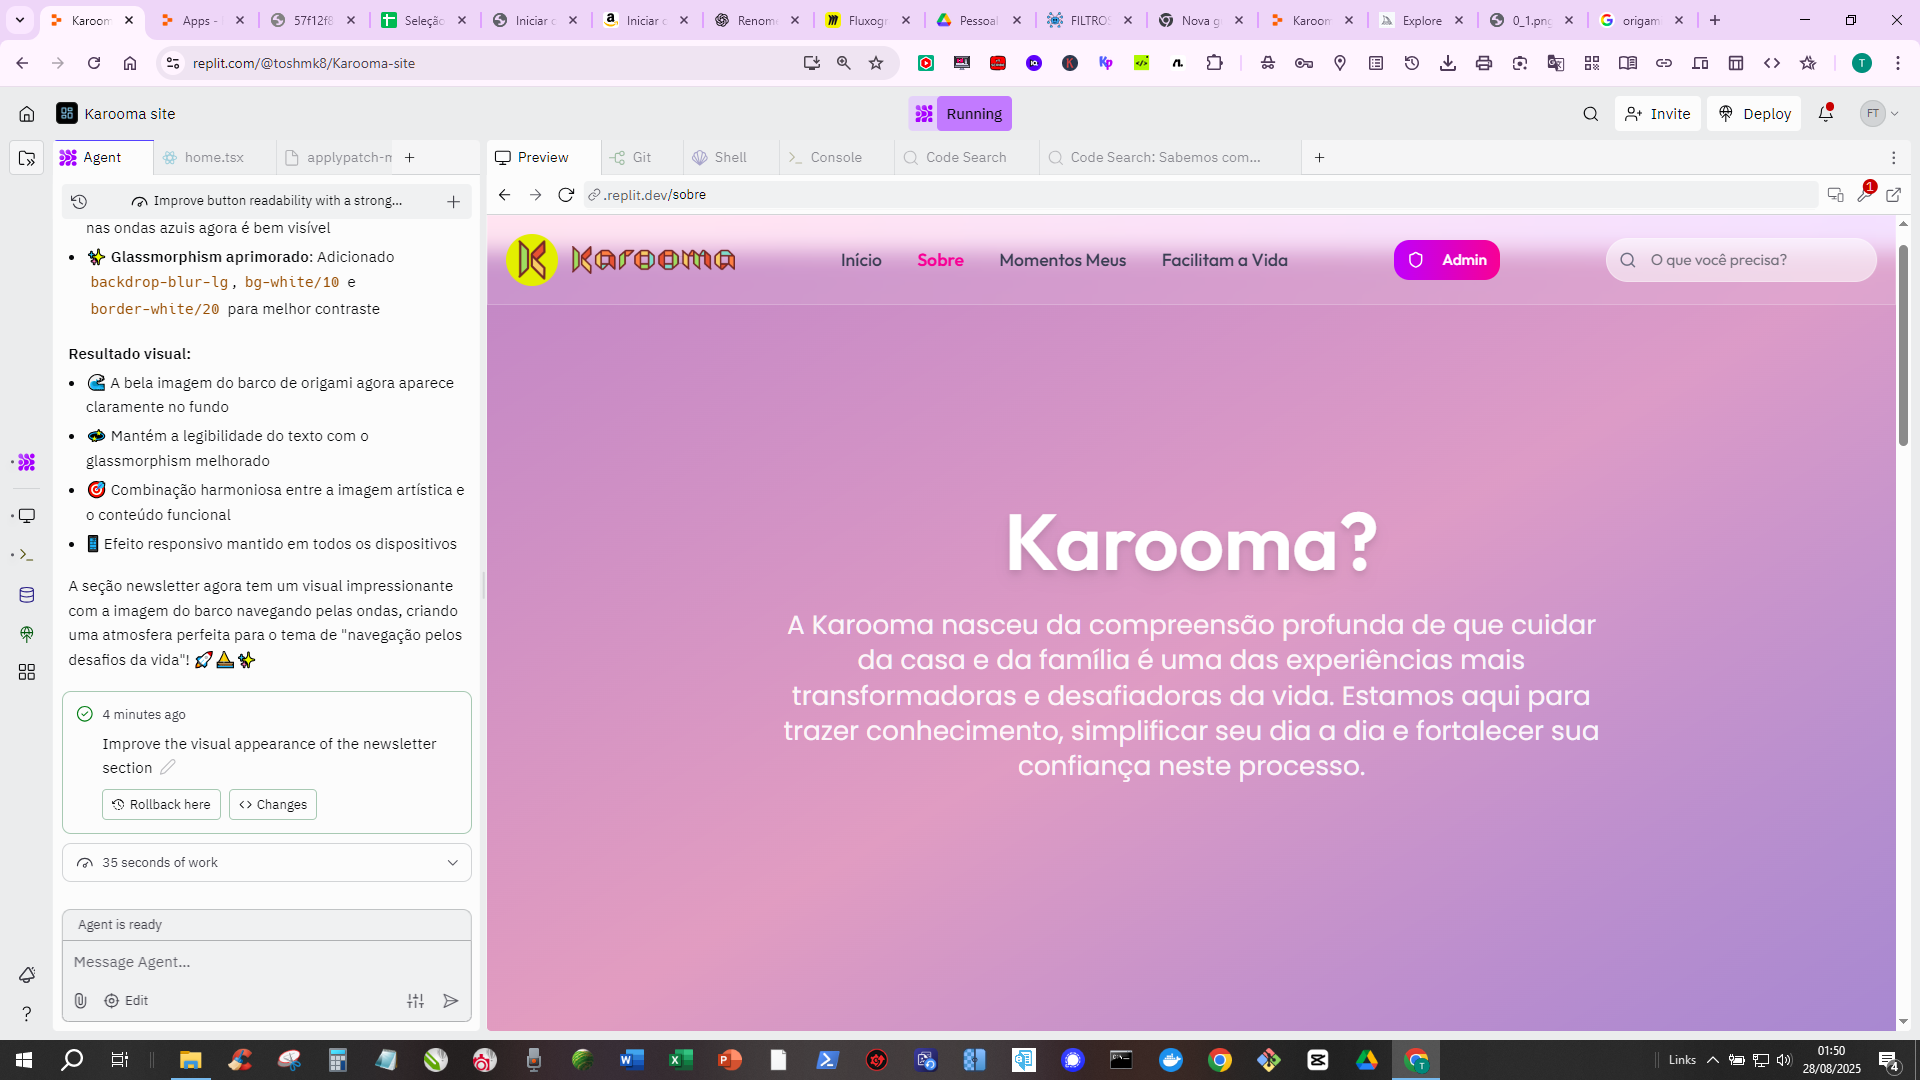 Karoom
Apps -
57f12f8
Seleção
Iniciar c
Iniciar c
Renome
Fluxogr
Pessoal
FILTROS
Nova g
Karoom
Explore
0_1.png
origam
replit.com/@toshmk8/Karooma-site
T
Karooma site
Running
Invite
Deploy
FT
Agent
home.tsx
applypatch-n
Preview
Git
Shell
Console
Code Search
Code Search: Sabemos com...
Improve button readability with a strong...
.replit.dev/sobre
1
nas ondas azuis agora é bem visível
Glassmorphism aprimorado: Adicionado
backdrop-blur-lg, bg-white/10 e
border-white/20 para melhor contraste
Resultado visual:
A bela imagem do barco de origami agora aparece
claramente no fundo
Mantém a legibilidade do texto com o
glassmorphism melhorado
Combinação harmoniosa entre a imagem artística e
o conteúdo funcional
Efeito responsivo mantido em todos os dispositivos
A seção newsletter agora tem um visual impressionante
com a imagem do barco navegando pelas ondas, criando
uma atmosfera perfeita para o tema de "navegação pelos
desafios da vida"!
4 minutes ago
Improve the visual appearance of the newsletter
section
Rollback here
Changes
35 seconds of work
Agent is ready
Message Agent...
Edit
K Karooma
Início
Sobre
Momentos Meus
Facilitam a Vida
Admin
O que você precisa?
Karooma?
A Karooma nasceu da compreensão profunda de que cuidar
da casa e da família é uma das experiências mais
transformadoras e desafiadoras da vida. Estamos aqui para
trazer conhecimento, simplificar seu dia a dia e fortalecer sua
confiança neste processo.
Links
01:50
28/08/2025
4